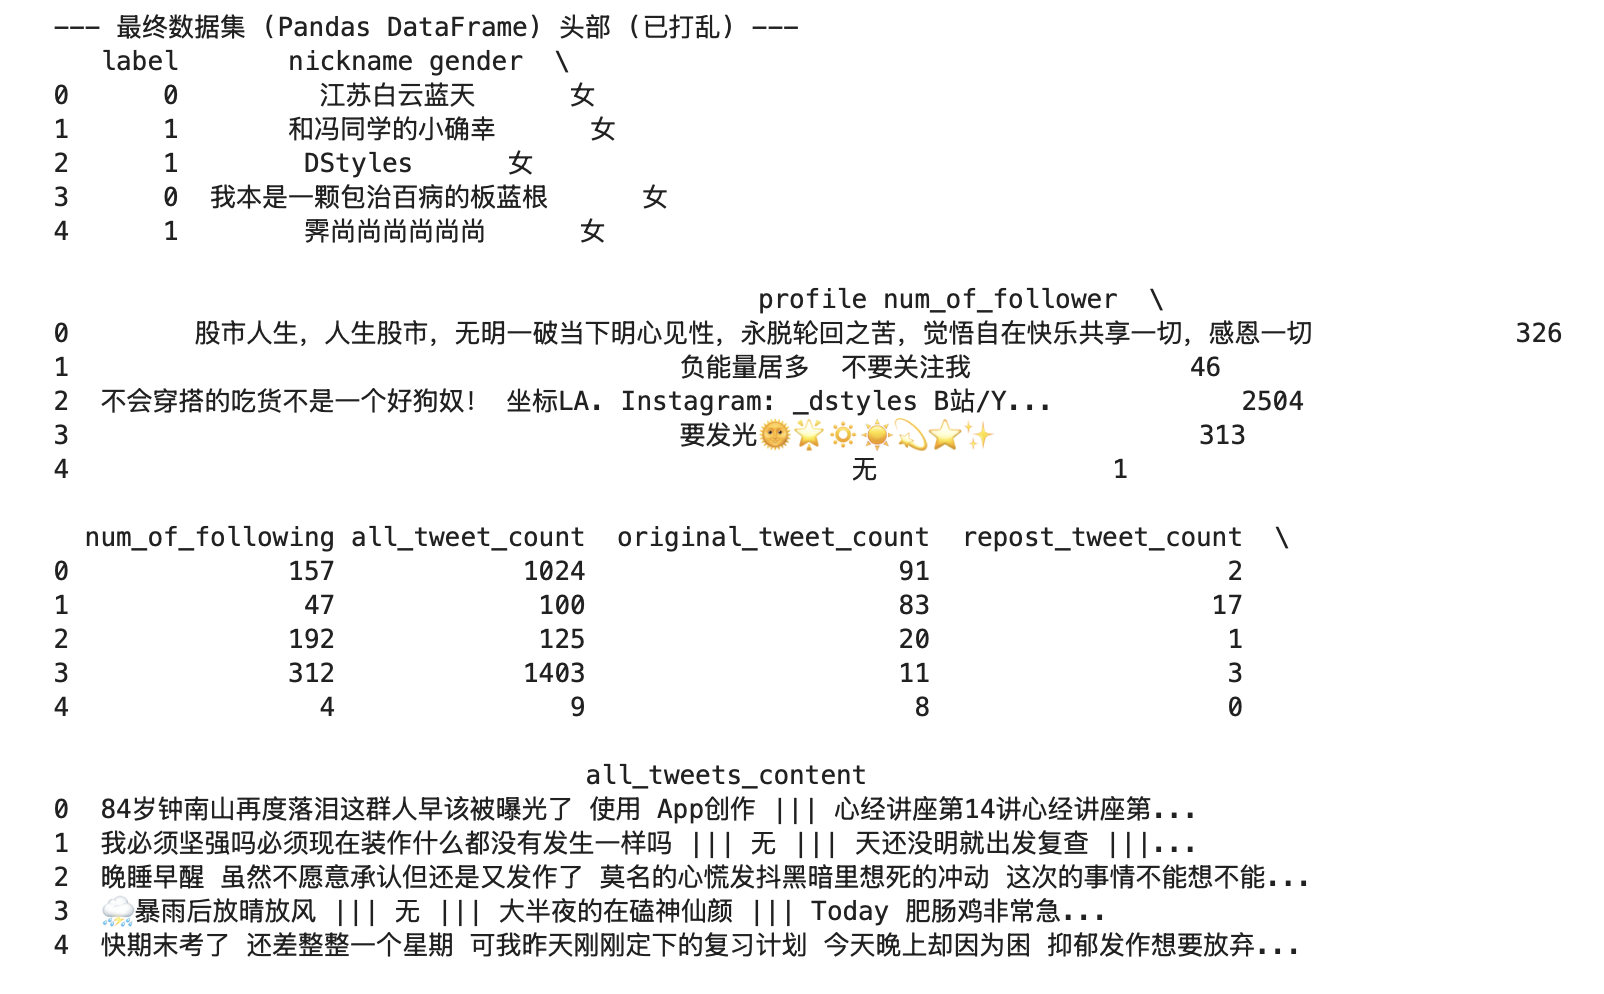 --- 最终数据集 (Pandas DataFrame) 头部 (已打乱) ---
label nickname gender \
0 0 江苏白云蓝天 女
1 1 和冯同学的小确幸 女
2 1 DStyles 女
3 0 我本是一颗包治百病的板蓝根 女
4 1 霁尚尚尚尚尚尚 女
profile num_of_follower \
0 股市人生，人生股市，无明一破当下明心见性，永脱轮回之苦，觉悟自在快乐共享一切，感恩一切 326
1 负能量居多 不要关注我 46
2 不会穿搭的吃货不是一个好狗奴！ 坐标LA. Instagram: _dstyles B站/Y... 2504
3 要发光🌞🌟🔅☀️💫⭐✨ 313
4 无 1
num_of_following all_tweet_count original_tweet_count repost_tweet_count \
0 157 1024 91 2
1 47 100 83 17
2 192 125 20 1
3 312 1403 11 3
4 4 9 8 0
all_tweets_content
0 84岁钟南山再度落泪这群人早该被曝光了 使用 App创作 ||| 心经讲座第14讲心经讲座第...
1 我必须坚强吗必须现在装作什么都没有发生一样吗 ||| 无 ||| 天还没明就出发复查 |||...
2 晚睡早醒 虽然不愿意承认但还是又发作了 莫名的心慌发抖黑暗里想死的冲动 这次的事情不能想不能...
3 ⛈️暴雨后放晴放风 ||| 无 ||| 大半夜的在磕神仙颜 ||| Today 肥肠鸡非常急...
4 快期末考了 还差整整一个星期 可我昨天刚刚定下的复习计划 今天晚上却因为困 抑郁发作想要放弃...